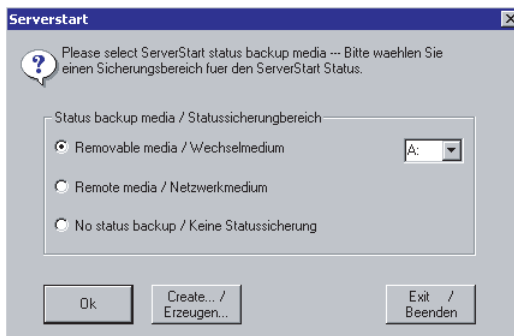 Serverstart
Please select ServerStart status backup media --- Bitte waehlen Sie
einen Sicherungsbereich fuer den ServerStart Status.
Status backup media / Statussicherungbereich
Removable media / Wechselmedium
A:
Remote media / Netzwerkmedium
No status backup / Keine Statussicherung
Ok
Create... /
Erzeugen...
Exit /
Beenden